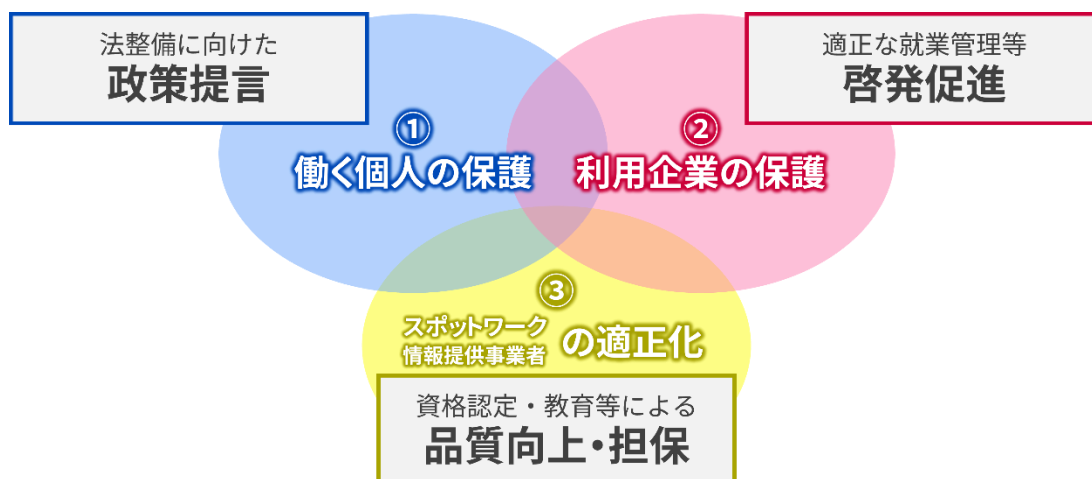 法整備に向けた
政策提言
適正な就業管理等
啓発促進
①
働く個人の保護
②
利用企業の保護
③
スポットワーク
情報提供事業者
の適正化
資格認定・教育等による
品質向上・担保